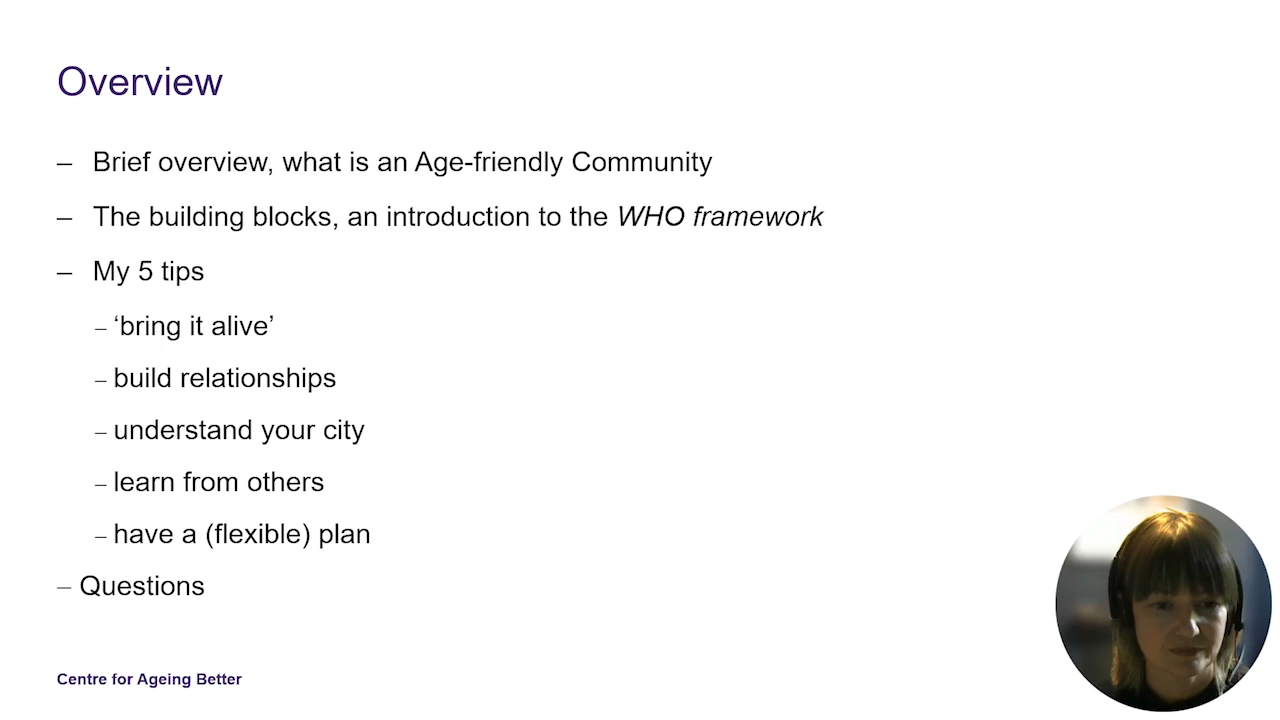 Overview
– Brief overview, what is an Age-friendly Community
– The building blocks, an introduction to the WHO framework
– My 5 tips
– ‘bring it alive’
– build relationships
– understand your city
– learn from others
– have a (flexible) plan
– Questions
Centre for Ageing Better